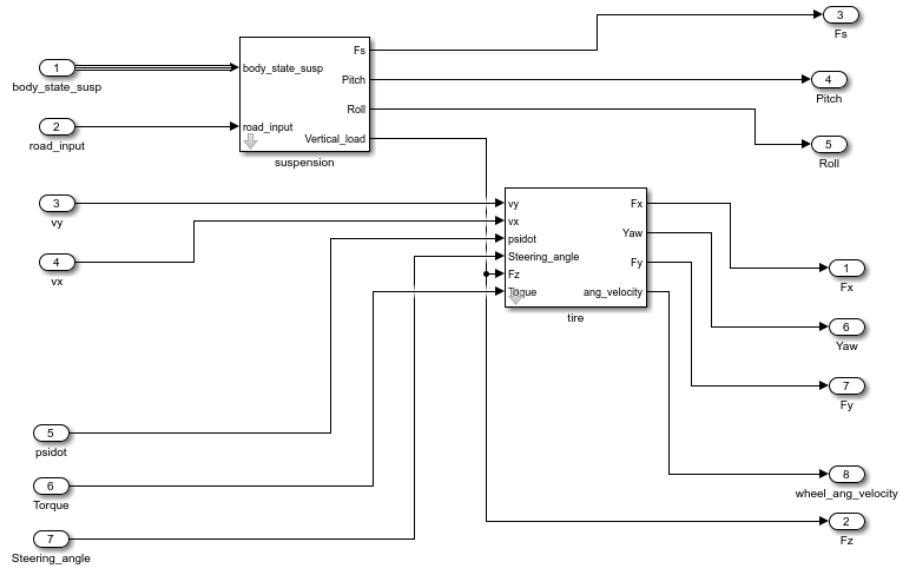 3
Fs
1
body_state_susp
body_state_susp
Fs
Pitch
4
Pitch
2
road_input
road_input
Roll
Vertical_load
suspension
5
Roll
3
vy
4
vx
vy
vx
psidot
Steering_angle
Fz
Toque
Fx
Yaw
Fy
ang_velocity
tire
1
Fx
6
Yaw
7
Fy
5
psidot
6
Torque
7
Steering_angle
8
wheel_ang_velocity
2
Fz